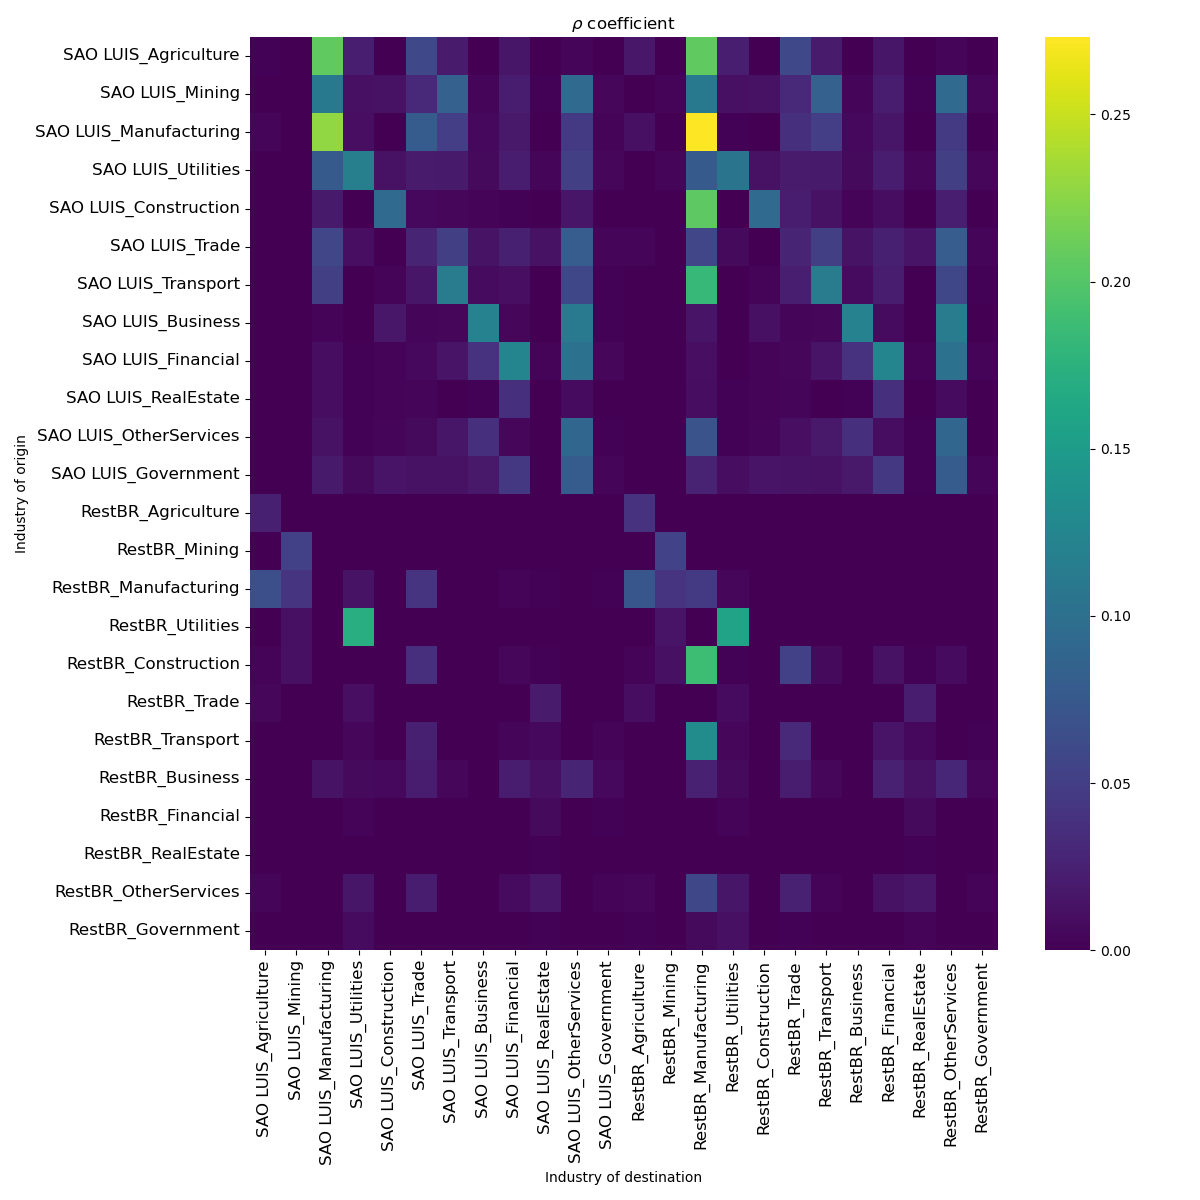 ρ coefficient
Industry of origin
SAO LUIS_Agriculture
SAO LUIS_Mining
SAO LUIS_Manufacturing
SAO LUIS_Utilities
SAO LUIS_Construction
SAO LUIS_Trade
SAO LUIS_Transport
SAO LUIS_Business
SAO LUIS_Financial
SAO LUIS_RealEstate
SAO LUIS_OtherServices
SAO LUIS_Government
RestBR_Agriculture
RestBR_Mining
RestBR_Manufacturing
RestBR_Utilities
RestBR_Construction
RestBR_Trade
RestBR_Transport
RestBR_Business
RestBR_Financial
RestBR_RealEstate
RestBR_OtherServices
RestBR_Government
0.25
0.20
0.15
0.10
0.05
0.00
SAO LUIS_Agriculture
SAO LUIS_Mining
SAO LUIS_Manufacturing
SAO LUIS_Utilities
SAO LUIS_Construction
SAO LUIS_Trade
SAO LUIS_Transport
SAO LUIS_Business
SAO LUIS_Financial
SAO LUIS_RealEstate
SAO LUIS_OtherServices
SAO LUIS_Government
RestBR_Agriculture
RestBR_Mining
RestBR_Manufacturing
RestBR_Utilities
RestBR_Construction
RestBR_Trade
RestBR_Transport
RestBR_Business
RestBR_Financial
RestBR_RealEstate
RestBR_OtherServices
RestBR_Government
Industry of destination